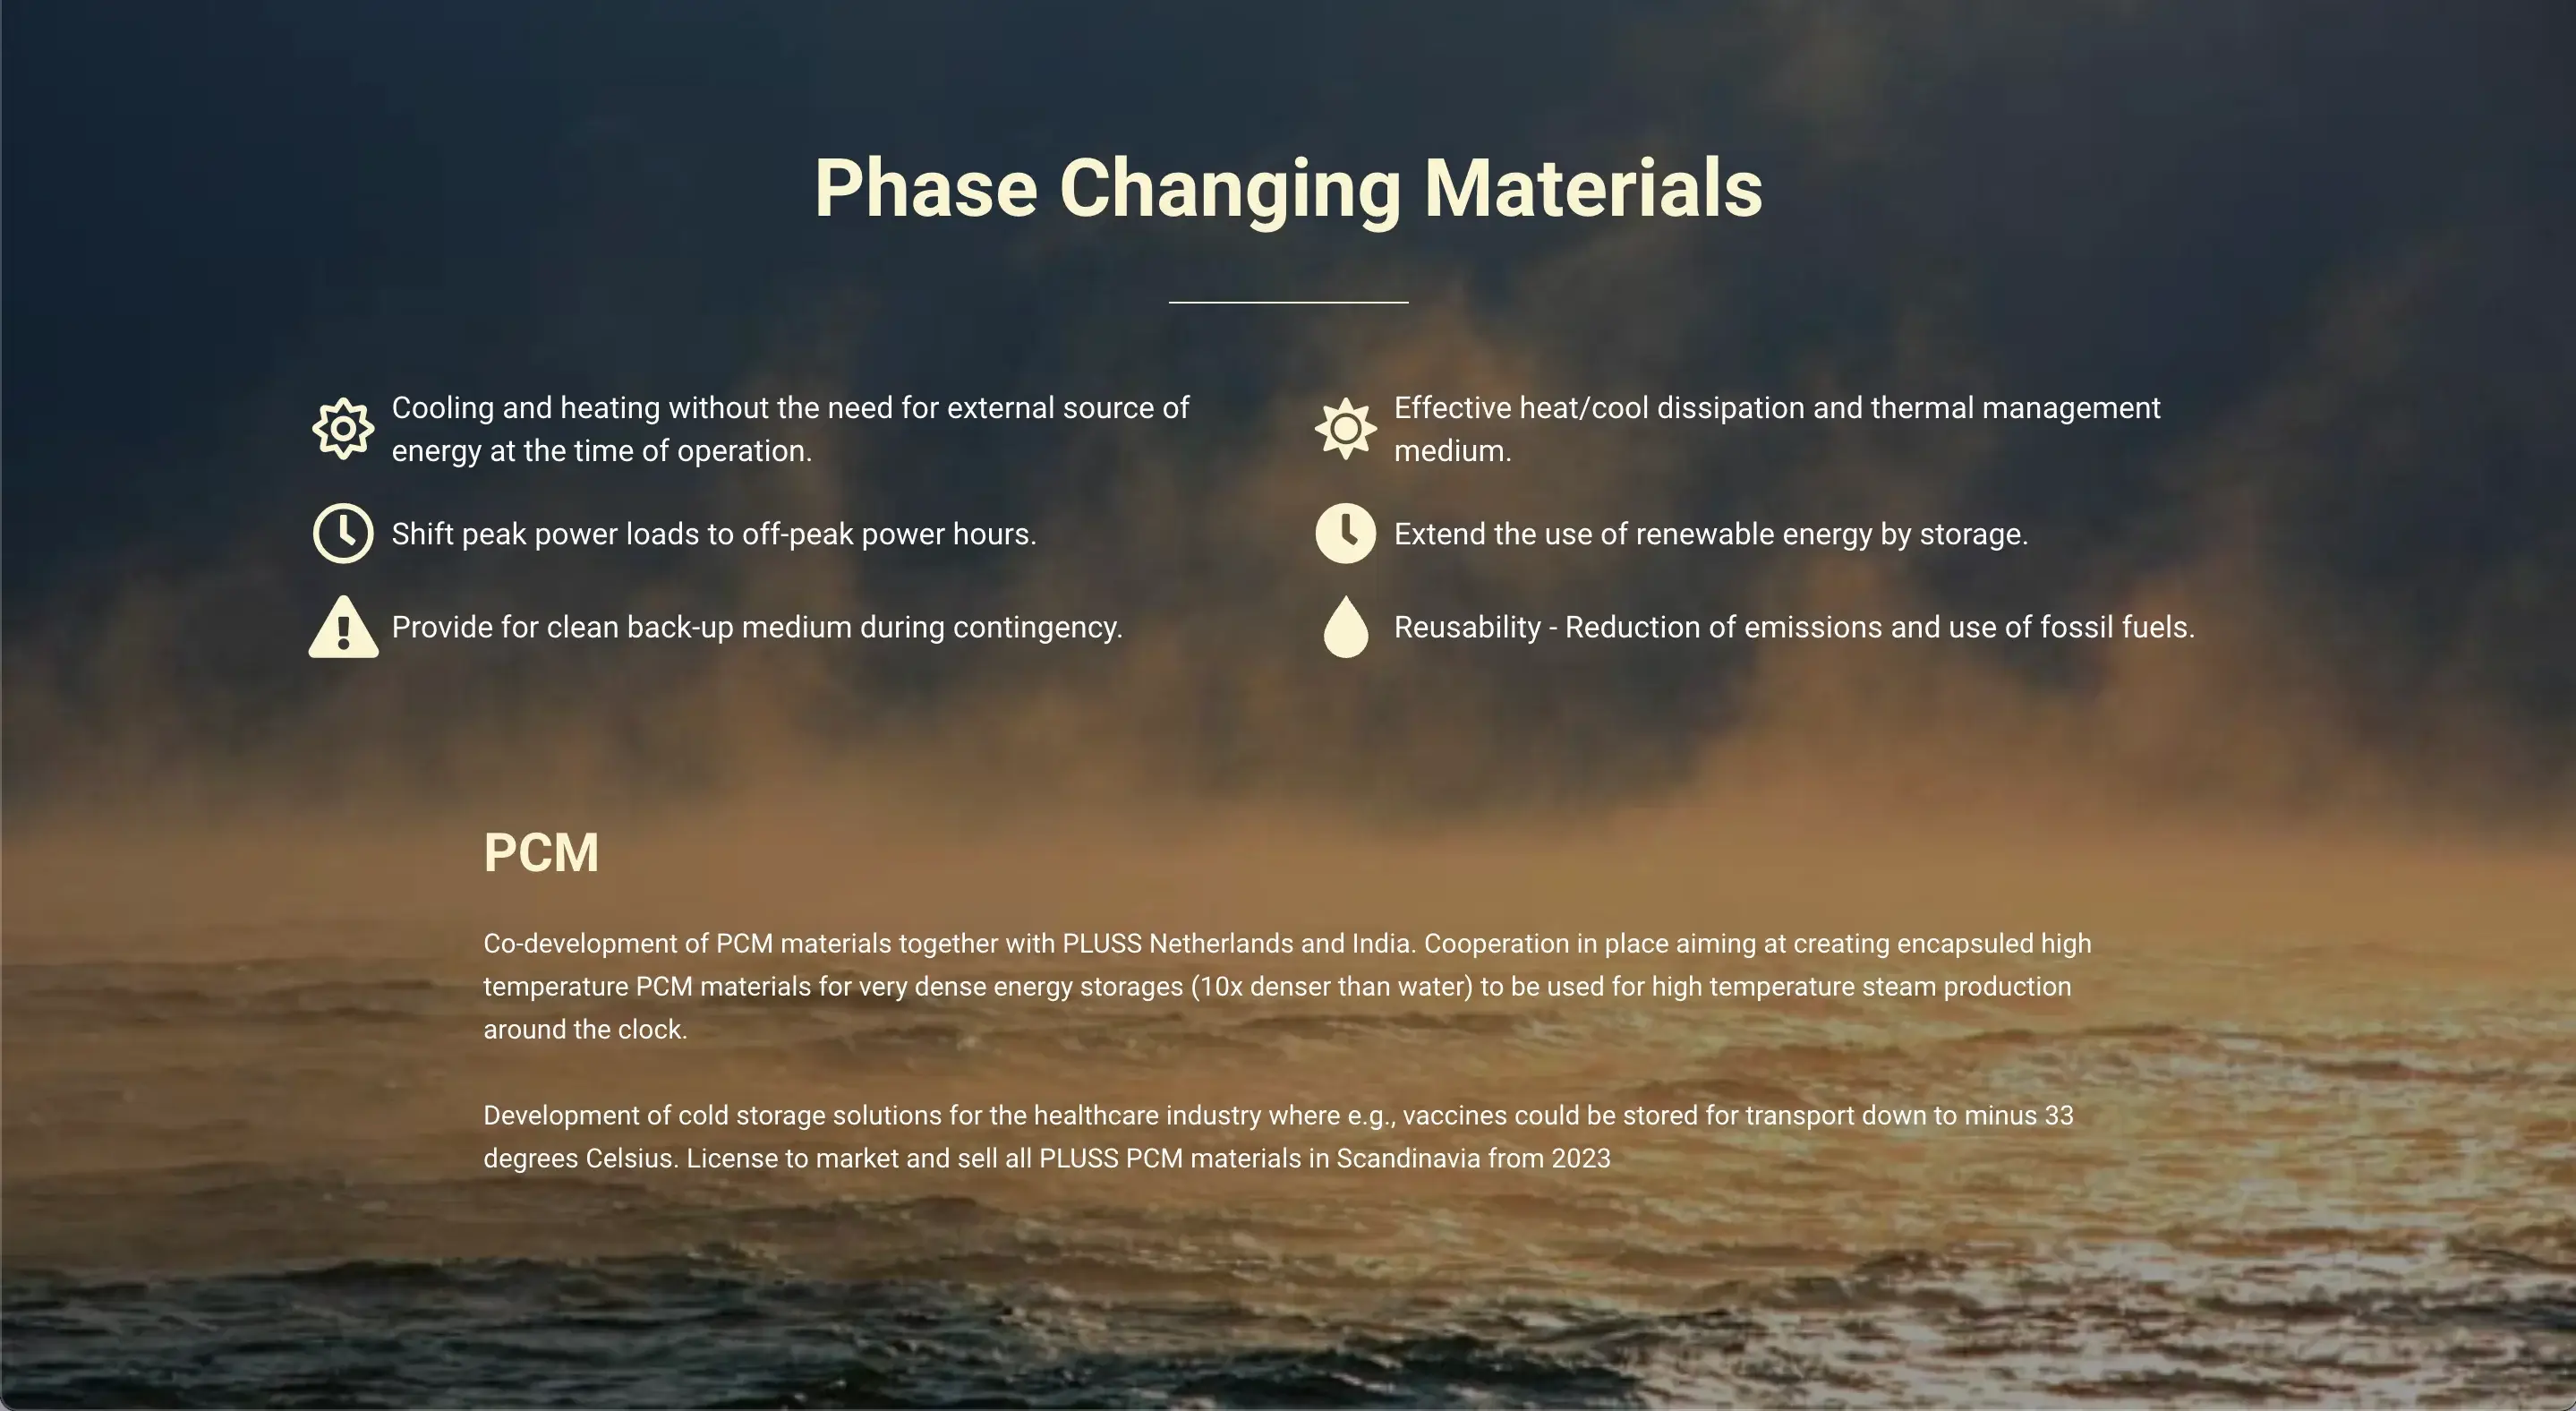 Phase Changing Materials
Cooling and heating without the need for external source of
energy at the time of operation.
Effective heat/cool dissipation and thermal management
medium.
Shift peak power loads to off-peak power hours.
Extend the use of renewable energy by storage.
Provide for clean back-up medium during contingency.
Reusability - Reduction of emissions and use of fossil fuels.
PCM
Co-development of PCM materials together with PLUSS Netherlands and India. Cooperation in place aiming at creating encapsuled high
temperature PCM materials for very dense energy storages (10x denser than water) to be used for high temperature steam production
around the clock.
Development of cold storage solutions for the healthcare industry where e.g., vaccines could be stored for transport down to minus 33
degrees Celsius. License to market and sell all PLUSS PCM materials in Scandinavia from 2023